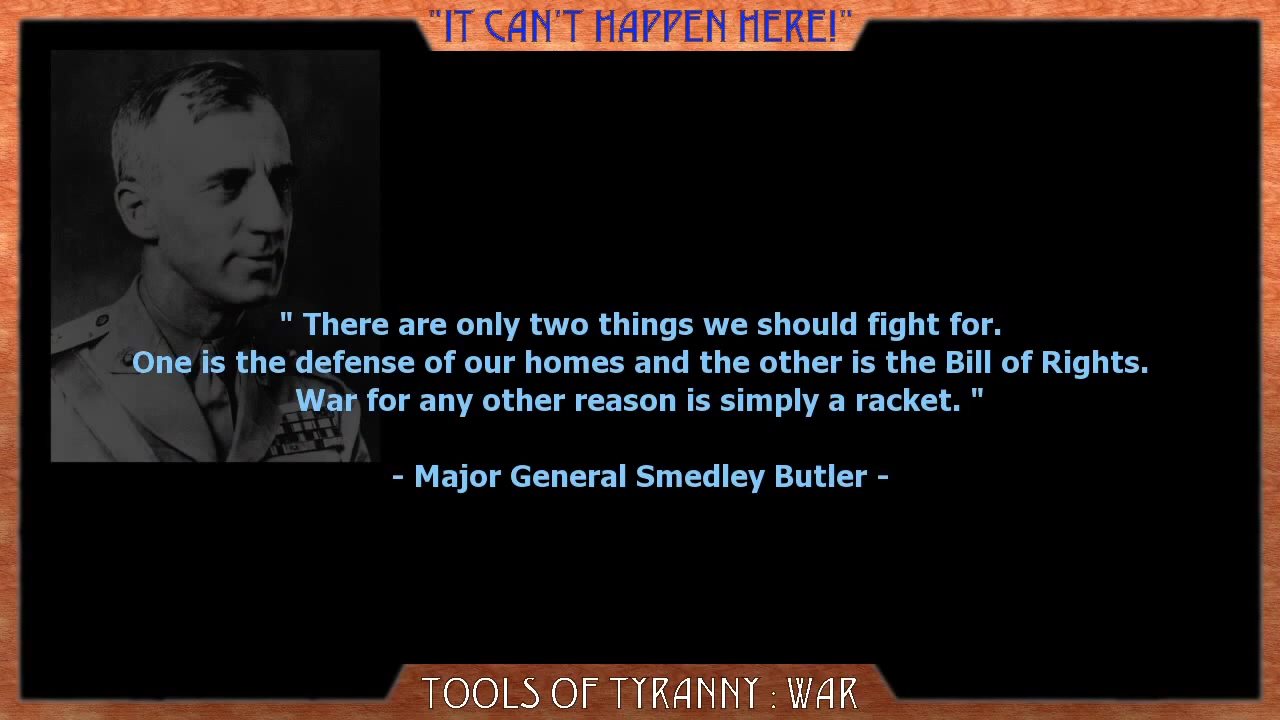 "IT CAN'T HAPPEN HERE!"
" There are only two things we should fight for.
One is the defense of our homes and the other is the Bill of Rights.
War for any other reason is simply a racket. "
- Major General Smedley Butler -
TOOLS OF TYRANNY : WAR